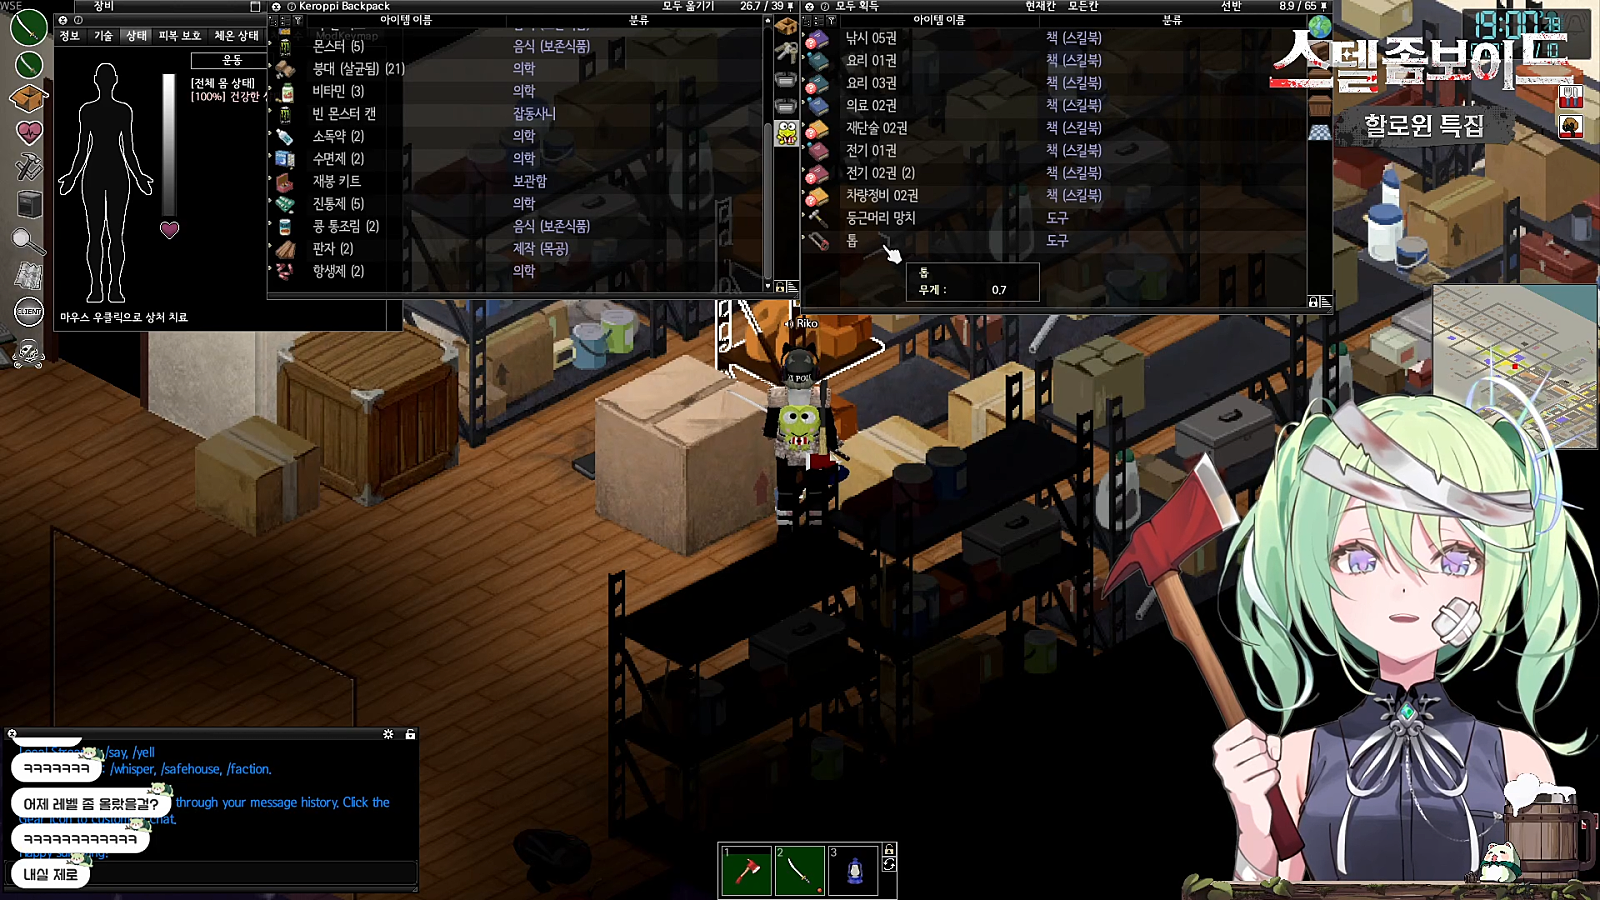 WSE
장비
정보 기술 상태 피복 보호 체온 상태
운동
[전체 몸 상태]
[100%] 건강한
마우스 우클릭으로 상처 치료
CLIENT
Keroppi Backpack 모두 옮기기 26.7 / 39
아이템 이름 분류
몬스터 (5) 음식 (보존식품)
붕대 (살균됨) (21) 의학
비타민 (3) 의학
빈 몬스터 캔 잡동사니
소독약 (2) 의학
수면제 (2) 의학
재봉 키트 보관함
진통제 (5) 의학
콩 통조림 (2) 음식 (보존식품)
판자 (2) 제작 (목공)
항생제 (2) 의학
모두 획득 현재칸 모든칸 선반 8.9 / 65
아이템 이름 분류
낚시 05권 책 (스킬북)
요리 01권 책 (스킬북)
요리 03권 책 (스킬북)
의료 02권 책 (스킬북)
재단술 02권 책 (스킬북)
전기 01권 책 (스킬북)
전기 02권 (2) 책 (스킬북)
차량정비 02권 책 (스킬북)
둥근머리 망치 도구
톱 도구
톱
무게 : 0.7
19:00
스텔좀보이드
할로윈 특집
Riko
/say, /yell
ㅋㅋㅋㅋㅋㅋㅋ
/whisper, /safehouse, /faction.
어제 레벨 좀 올랐을걸?
through your message history. Click the
chat.
ㅋㅋㅋㅋㅋㅋㅋㅋㅋㅋㅋㅋ
내실 제로
1 2 3